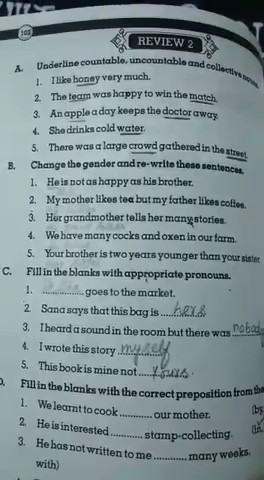 102
REVIEW 2
A. Underline countable, uncountable and collective nouns.
1. I like honey very much.
2. The team was happy to win the match.
3. An apple a day keeps the doctor away.
4. She drinks cold water.
5. There was a large crowd gathered in the street.
B. Change the gender and re-write these sentences.
1. He is not as happy as his brother.
2. My mother likes tea but my father likes coffee.
3. Her grandmother tells her many stories.
4. We have many cocks and oxen in our farm.
5. Your brother is two years younger than your sister.
C. Fill in the blanks with appropriate pronouns.
1. .............. goes to the market.
2. Sana says that this bag is ..... hers
3. I heard a sound in the room but there was nobody
4. I wrote this story myself
5. This book is mine not ..... yours.
Fill in the blanks with the correct preposition from the
1. We learnt to cook ............ our mother. (by
2. He is interested ............ stamp-collecting. (in
3. He has not written to me ............ many weeks.
with)